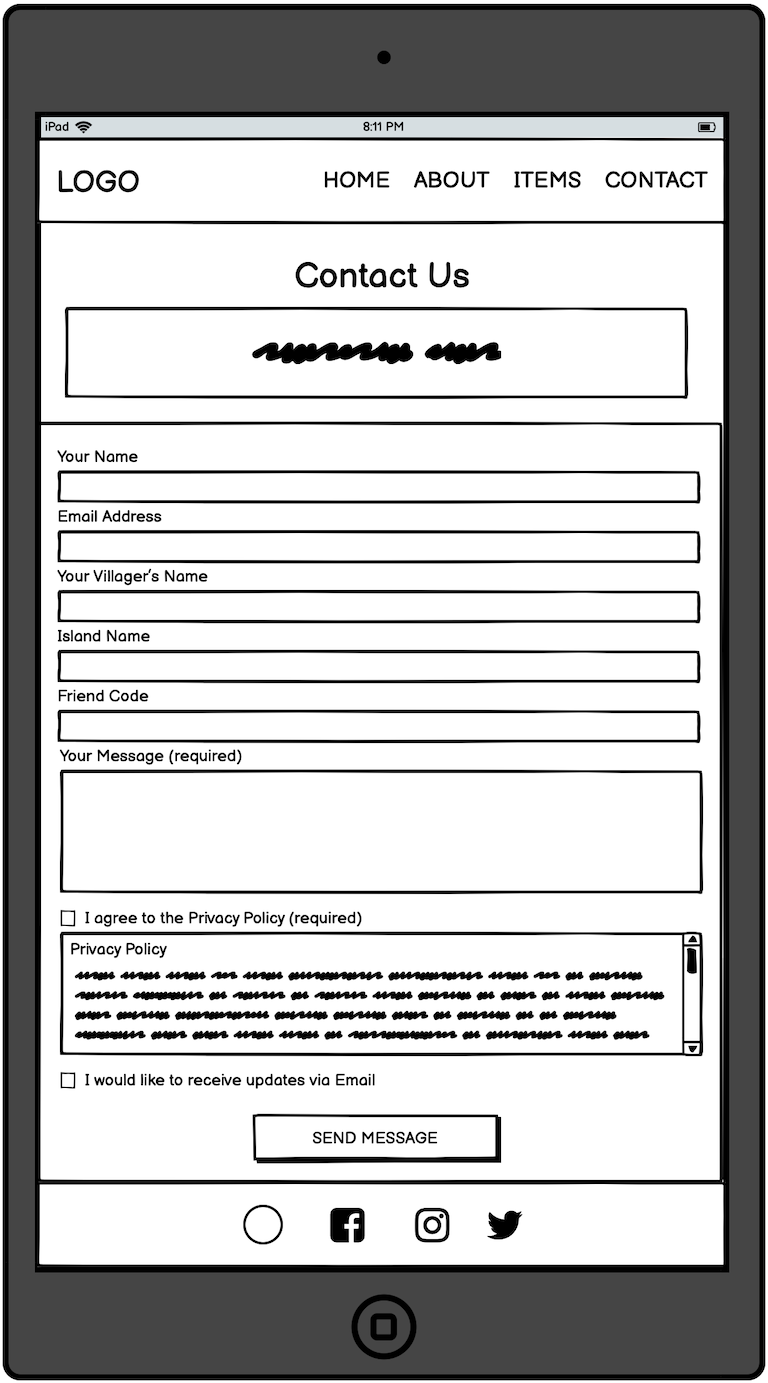 iPad 8:11 PM
LOGO HOME ABOUT ITEMS CONTACT
Contact Us
Your Name
Email Address
Your Villager's Name
Island Name
Friend Code
Your Message (required)
I agree to the Privacy Policy (required)
Privacy Policy
I would like to receive updates via Email
SEND MESSAGE